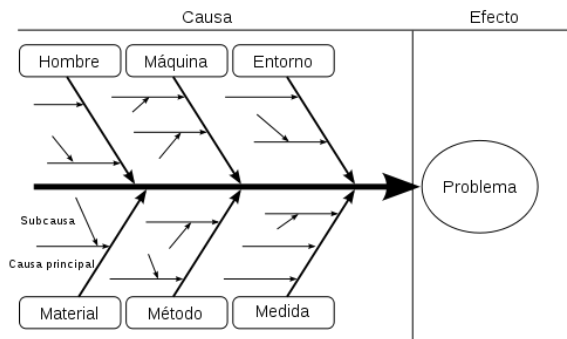 Causa
Efecto
Hombre
Máquina
Entorno
Problema
Subcausa
Causa principal
Material
Método
Medida